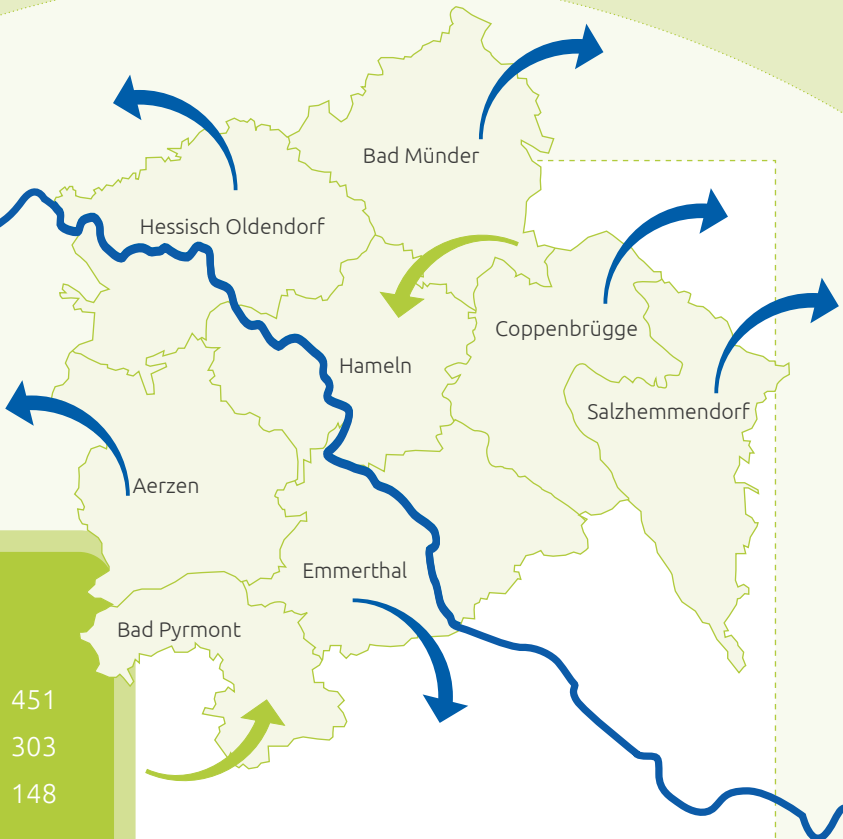 Bad Münder
Hessisch Oldendorf
Coppenbrügge
Hameln
Salzhemmendorf
Aerzen
Emmerthal
Bad Pyrmont
451
303
148